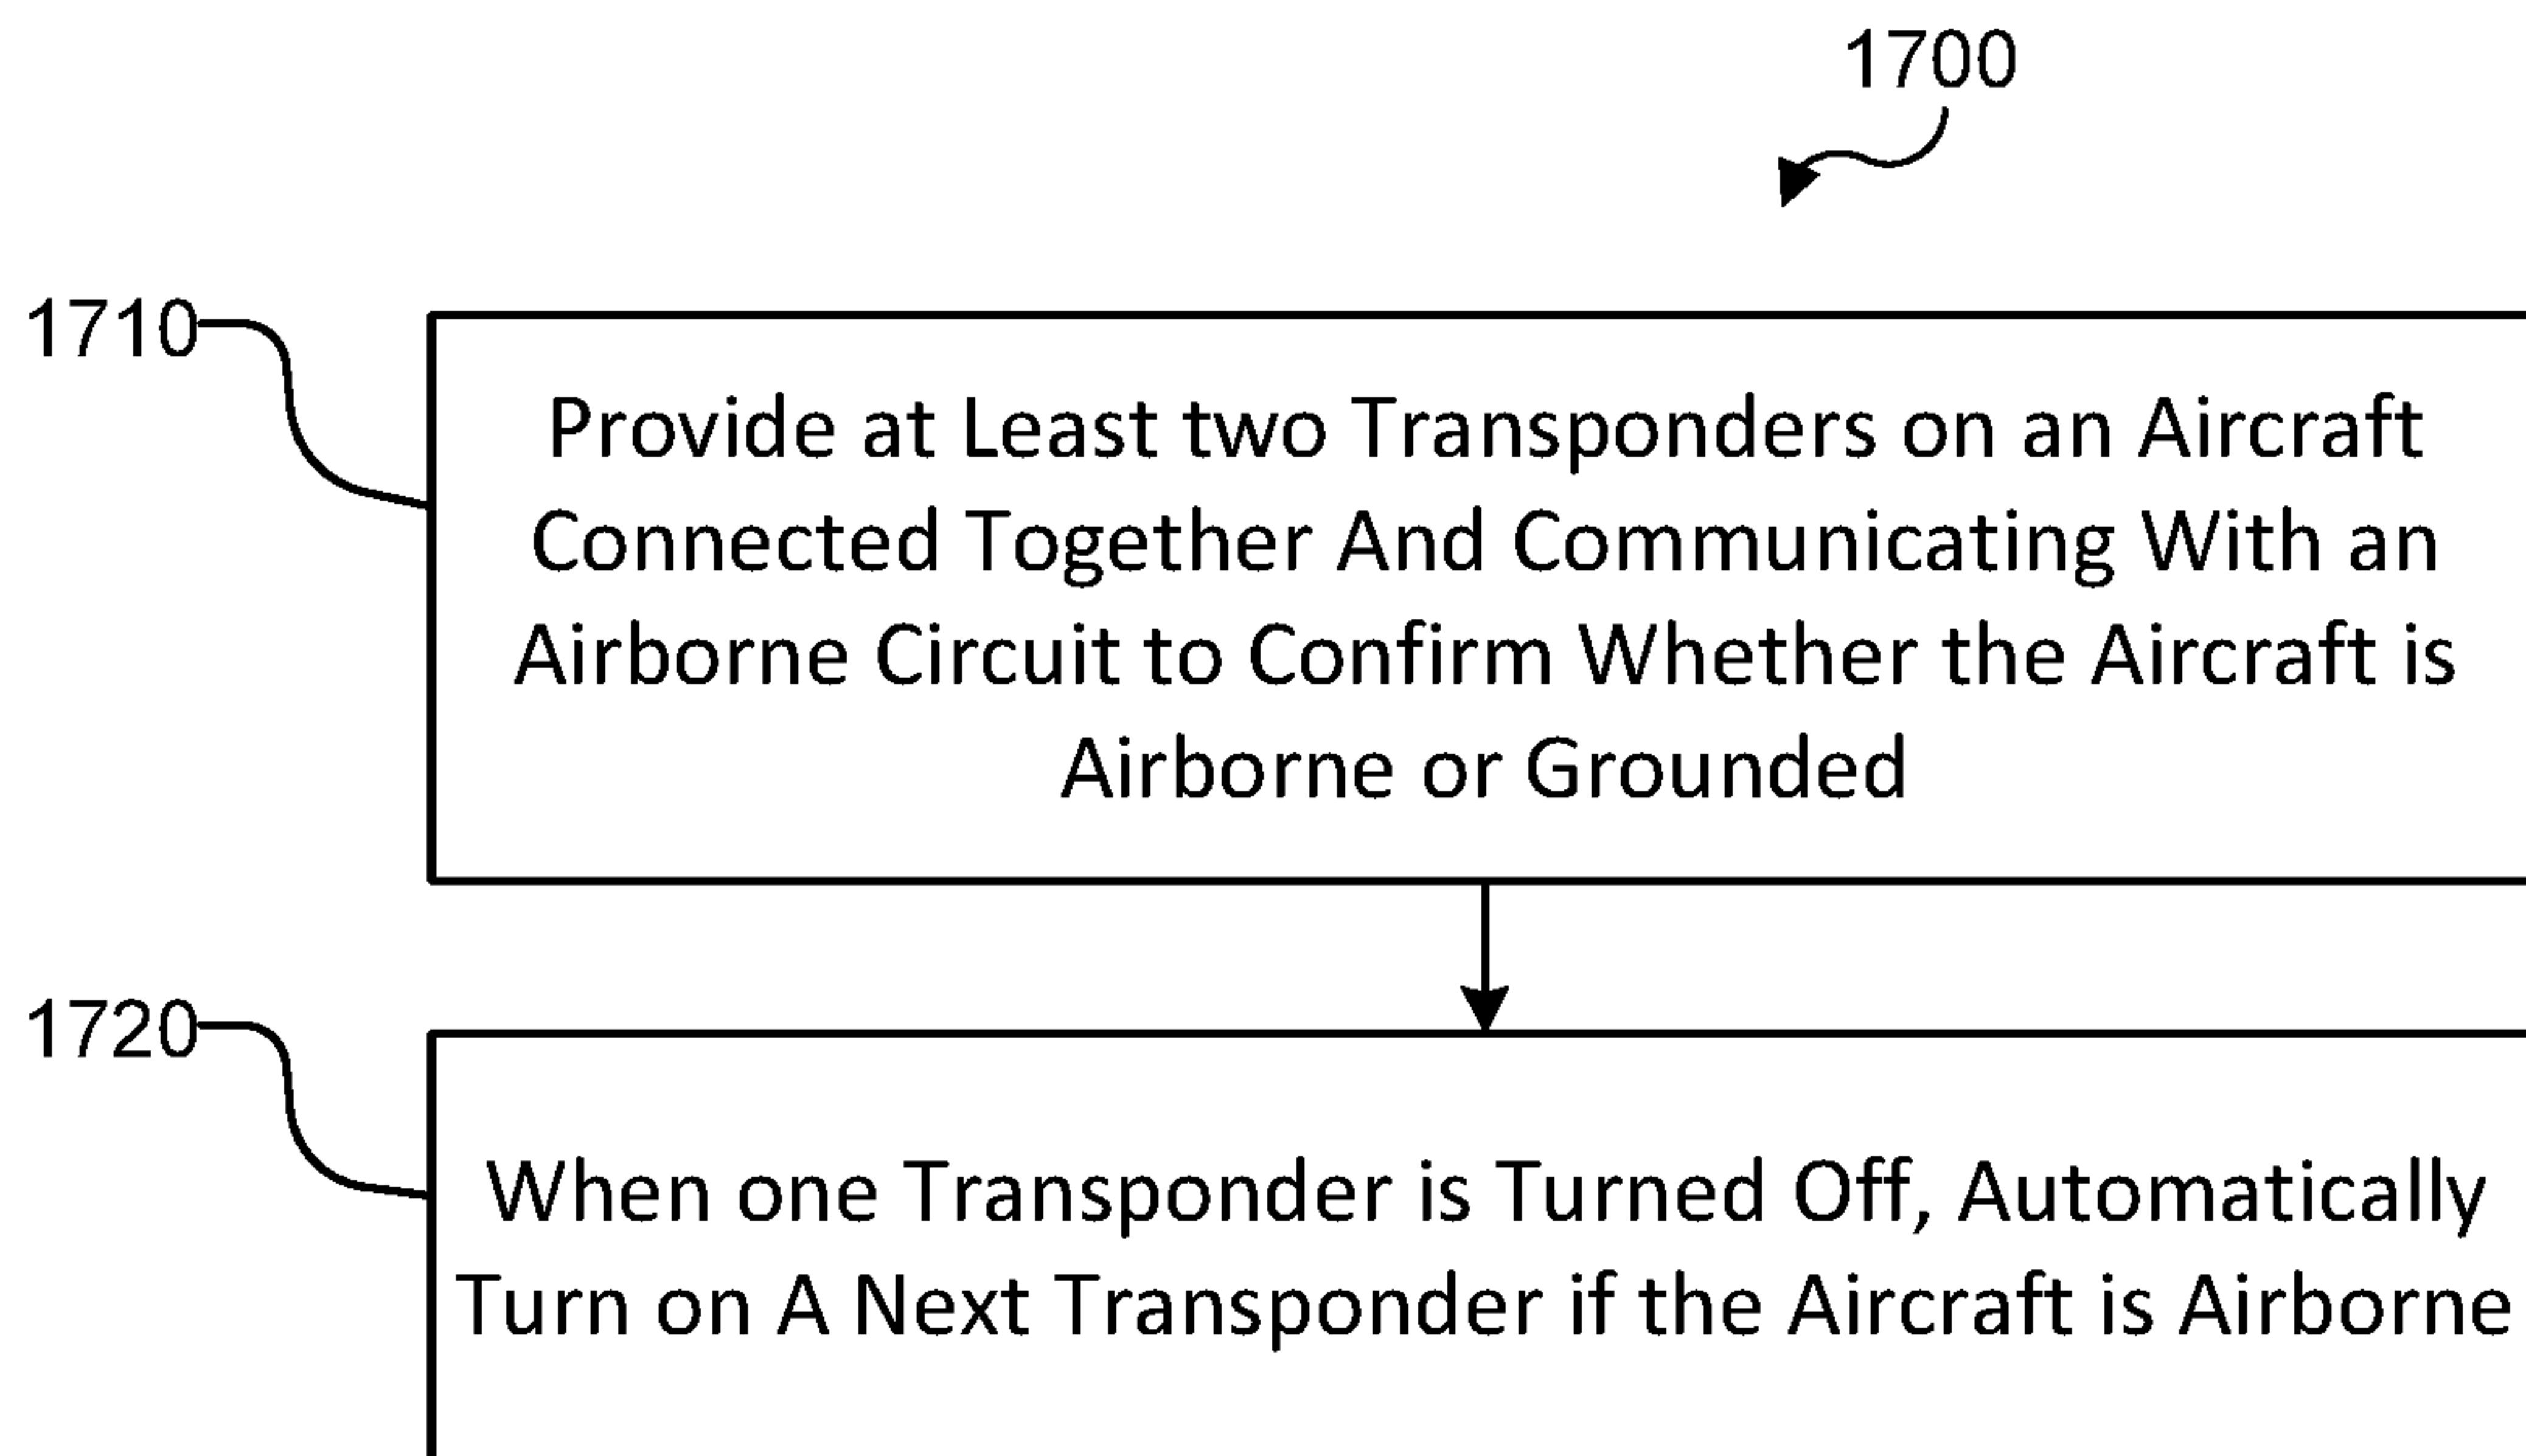 1700
1710
Provide at Least two Transponders on an Aircraft
Connected Together And Communicating With an
Airborne Circuit to Confirm Whether the Aircraft is
Airborne or Grounded
1720
When one Transponder is Turned Off, Automatically
Turn on A Next Transponder if the Aircraft is Airborne